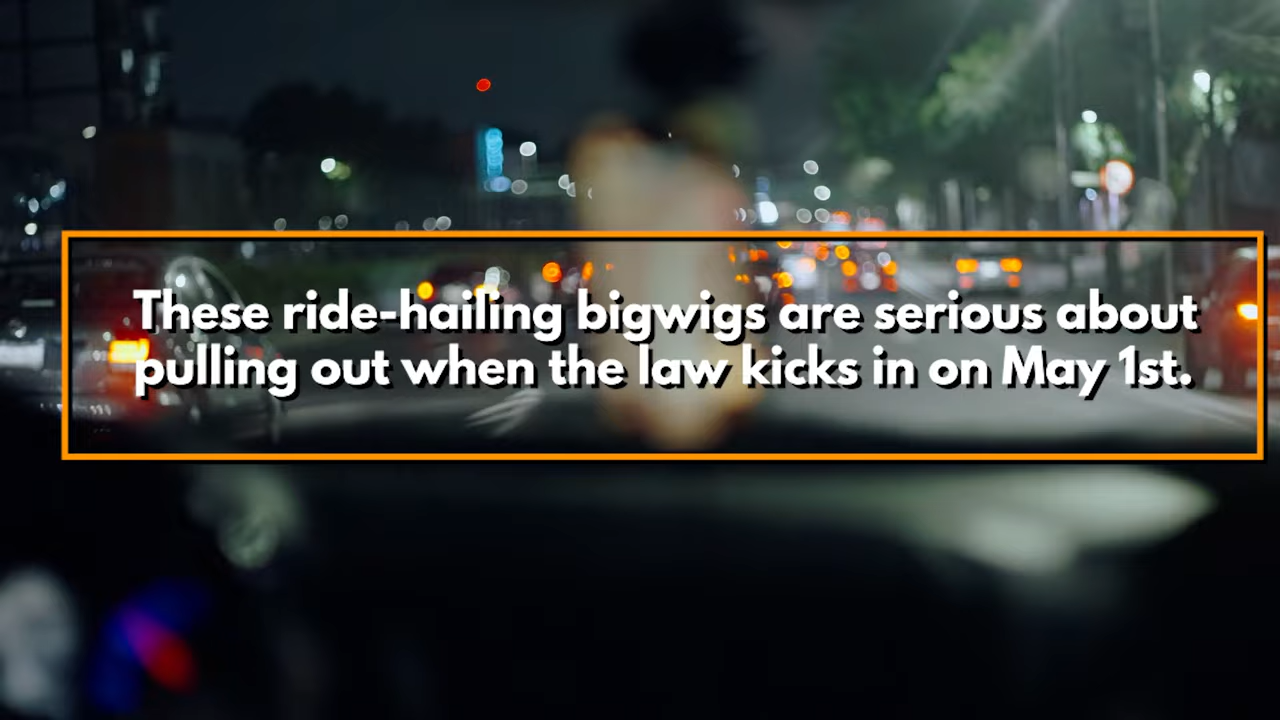 These ride-hailing bigwigs are serious about
pulling out when the law kicks in on May 1st.